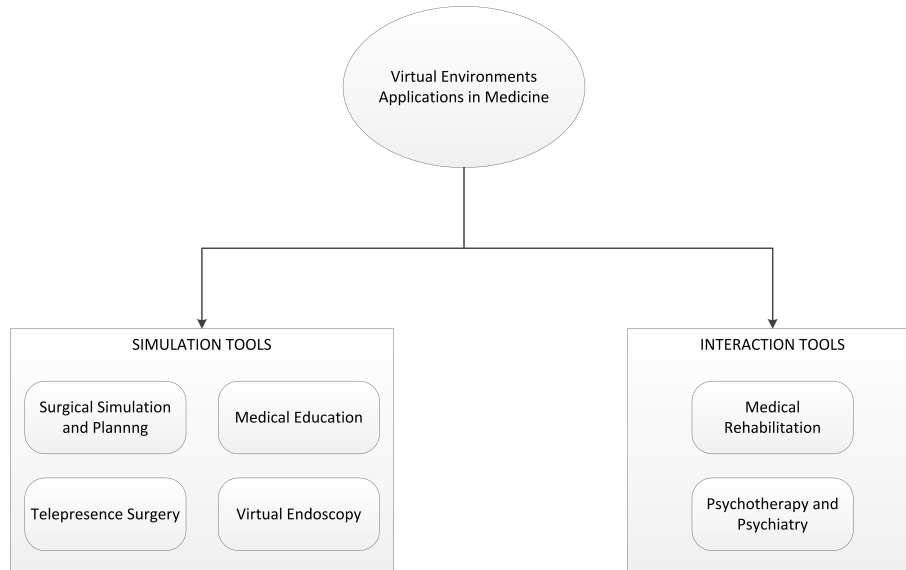 Virtual Environments
Applications in Medicine
SIMULATION TOOLS
Surgical Simulation
and Plannng
Medical Education
Telepresence Surgery
Virtual Endoscopy
INTERACTION TOOLS
Medical
Rehabilitation
Psychotherapy and
Psychiatry